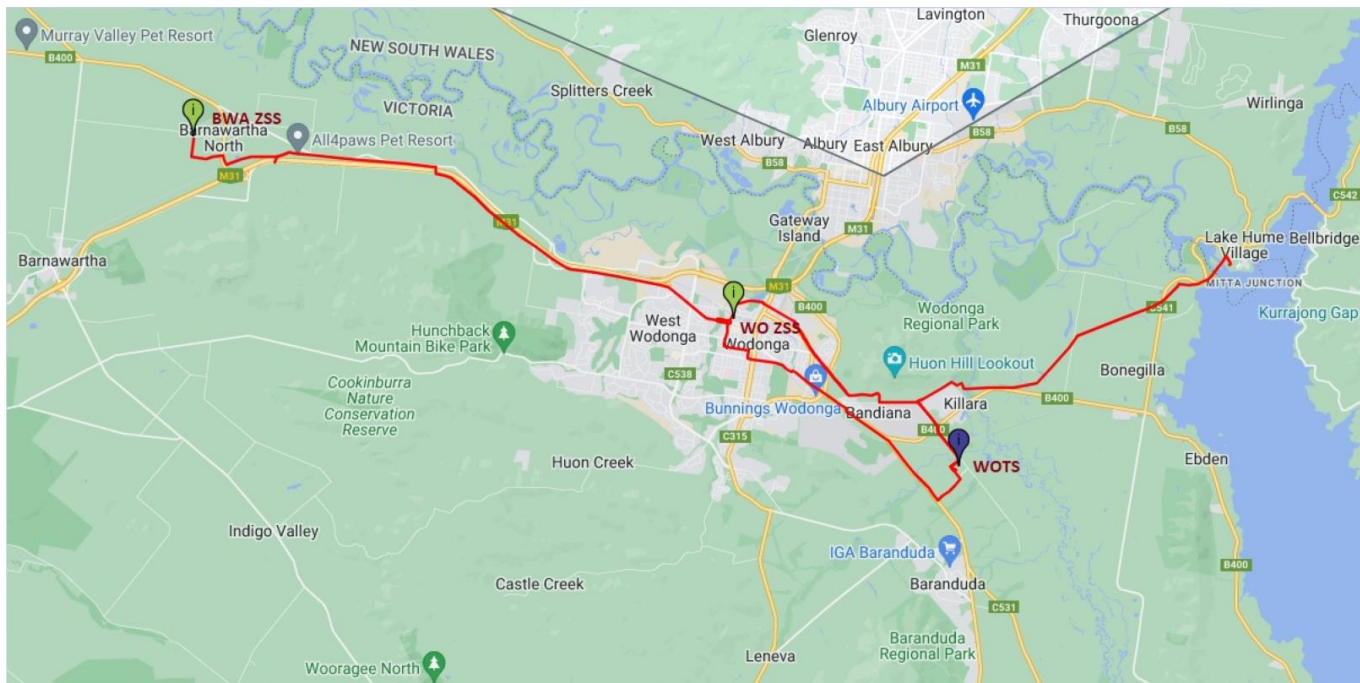 Lavington
Thurgoona
Glenroy
Murray Valley Pet Resort
B400
NEW SOUTH WALES
M31
Splitters Creek
Albury Airport
Wirlinga
VICTORIA
BWA ZSS
Barnawartha
North
All4paws Pet Resort
B58
B58
West Albury
Albury
East Albury
B58
M31
C542
M31
Gateway
Island
M31
Lake Hume
Village
Bellbridge
Barnawartha
M31
MITTA JUNCTION
B400
Wodonga
Regional Park
C541
Kurrajong Gap
West
Wodonga
WO ZSS
Wodonga
Hunchback
Mountain Bike Park
Huon Hill Lookout
Bonegilla
C538
Cookinburra
Nature
Conservation
Reserve
Bunnings Wodonga
Bandiana
Killara
B400
C315
B400
Huon Creek
WOTS
Ebden
Indigo Valley
IGA Baranduda
B400
Castle Creek
Baranduda
C531
Baranduda
Regional Park
Leneva
Wooragee North